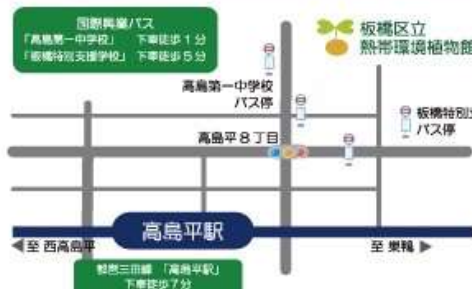 国際興業バス
「高島第一中学校」 下車徒歩1分
「板橋特別支援学校」 下車徒歩5分
板橋区立
熱帯環境植物館
高島第一中学校
バス停
板橋特別支
バス停
高島平8丁目
高島平駅
◀至 西高島平
至 巣鴨 ▶
都営三田線 「高島平駅」
下車徒歩7分